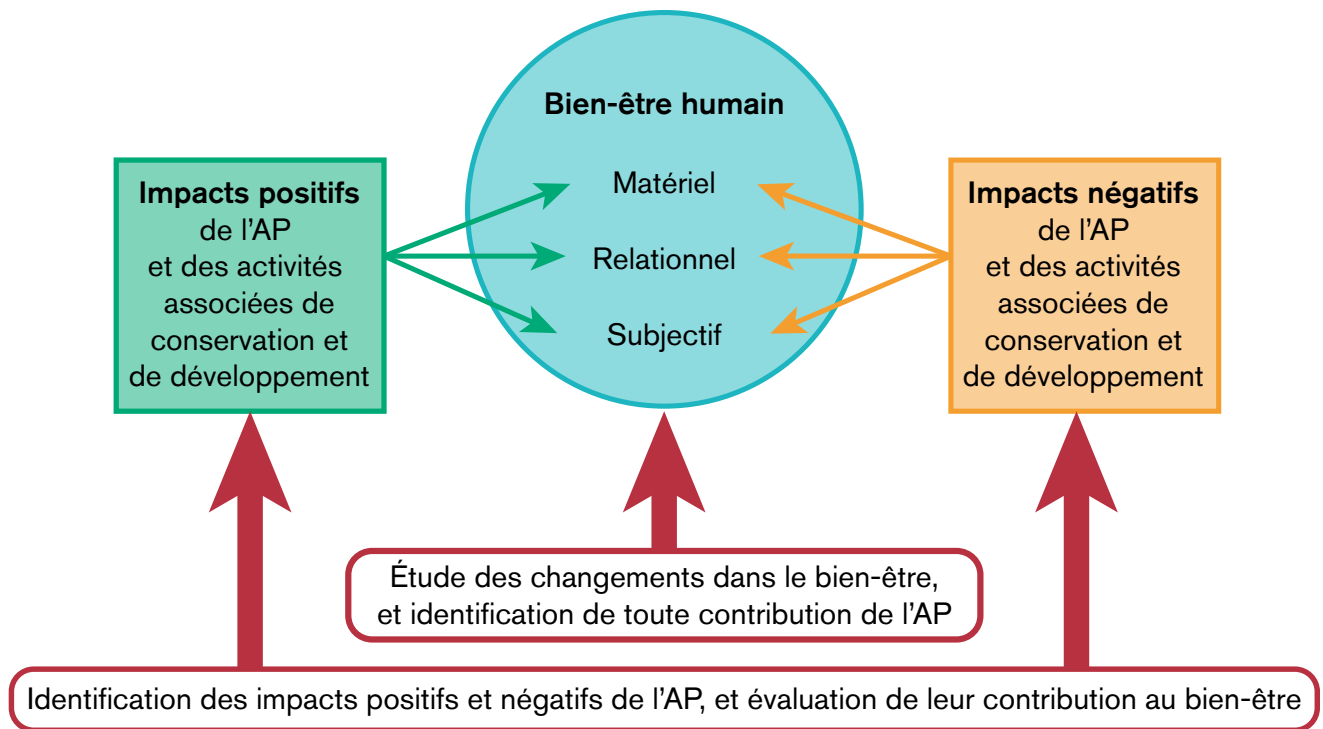 Bien-être humain
Matériel
Relationnel
Subjectif
Impacts positifs
de l'AP
et des activités
associées de
conservation et
de développement
Impacts négatifs
de l'AP
et des activités
associées de
conservation et
de développement
Étude des changements dans le bien-être,
et identification de toute contribution de l'AP
Identification des impacts positifs et négatifs de l'AP, et évaluation de leur contribution au bien-être